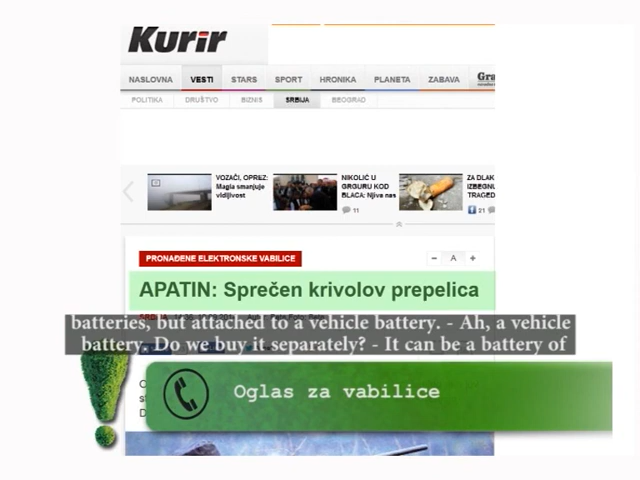 Kurir
NASLOVNA VESTI STARS SPORT HRONIKA PLANETA ZABAVA
POLITIKA DRUŠTVO BIZNIS SRBIJA BEOGRAD
VOZAČI, OPREZ:
Magla smanjuje
vidljivost
NIKOLIĆ U
GRGURU KOD
BLACA: Njiva nas
11
ZA DLAK
IZBEGNU
TRAGED
21
PRONAĐENE ELEKTRONSKE VABILICE
− A +
APATIN: Sprečen krivolov prepelica
batteries, but attached to a vehicle battery. - Ah, a vehicle
battery. Do we buy it separately? - It can be a battery of
Oglas za vabilice